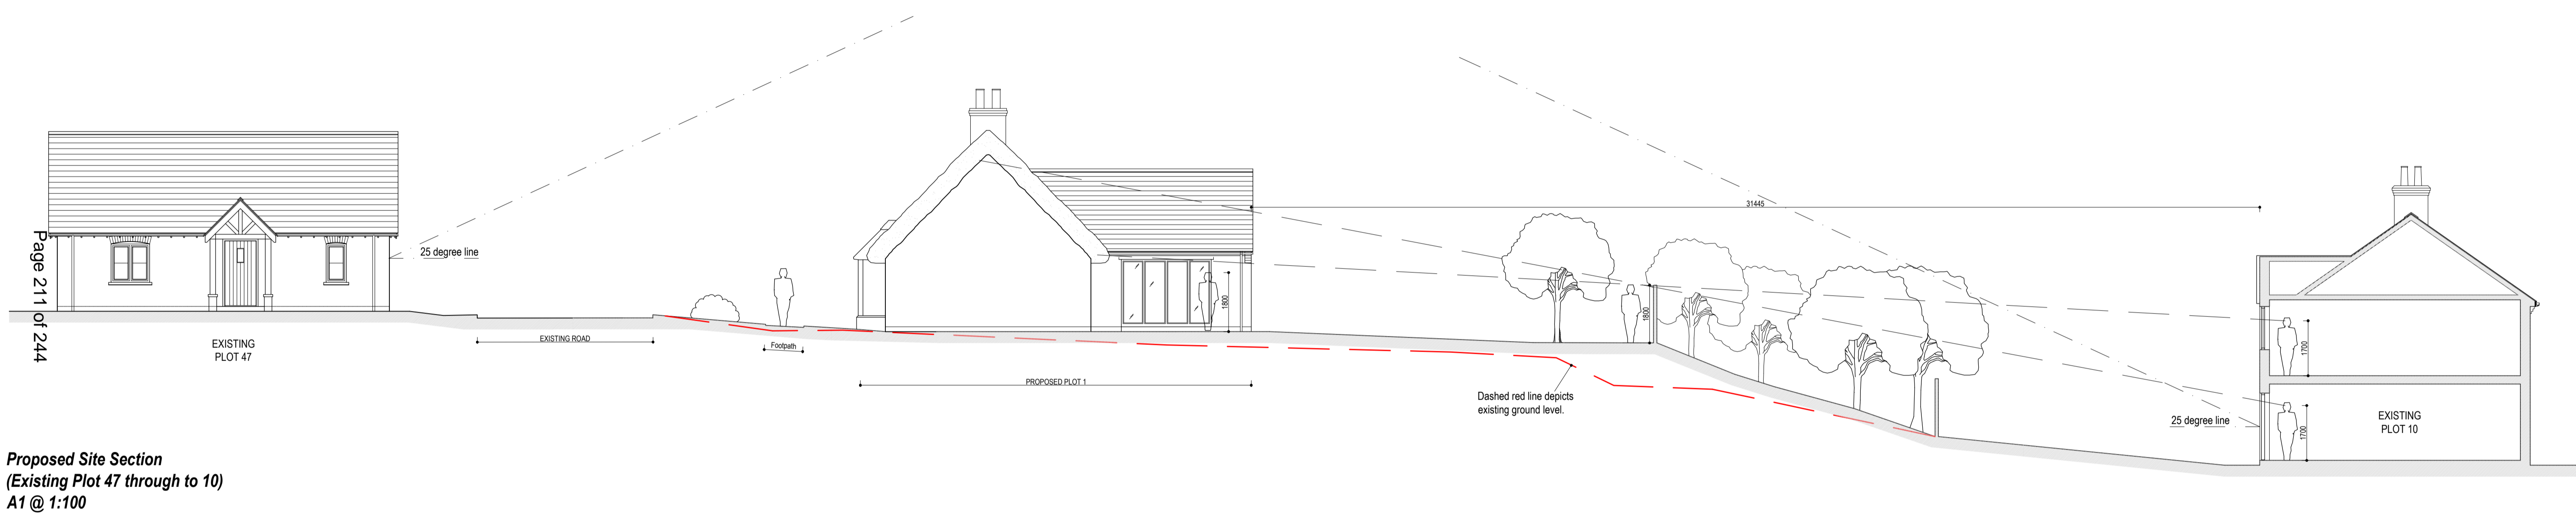 Page 211 of 244
EXISTING
PLOT 47
25 degree line
EXISTING ROAD
Footpath
1800
PROPOSED PLOT 1
31445
1800
Dashed red line depicts
existing ground level.
25 degree line
1700
1700
EXISTING
PLOT 10
Proposed Site Section
(Existing Plot 47 through to 10)
A1 @ 1:100